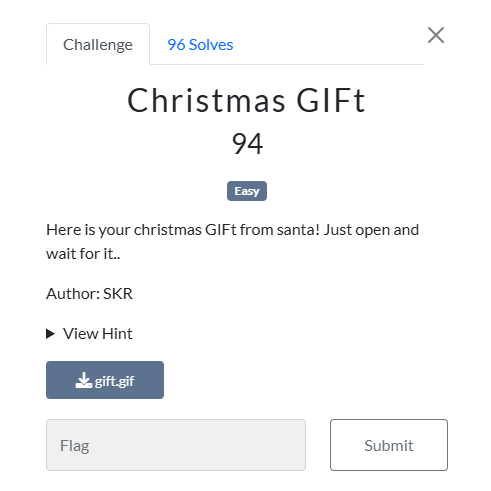 Challenge
96 Solves
Christmas GIFt
94
Easy
Here is your christmas GIFt from santa! Just open and
wait for it..
Author: SKR
View Hint
gift.gif
Flag
Submit